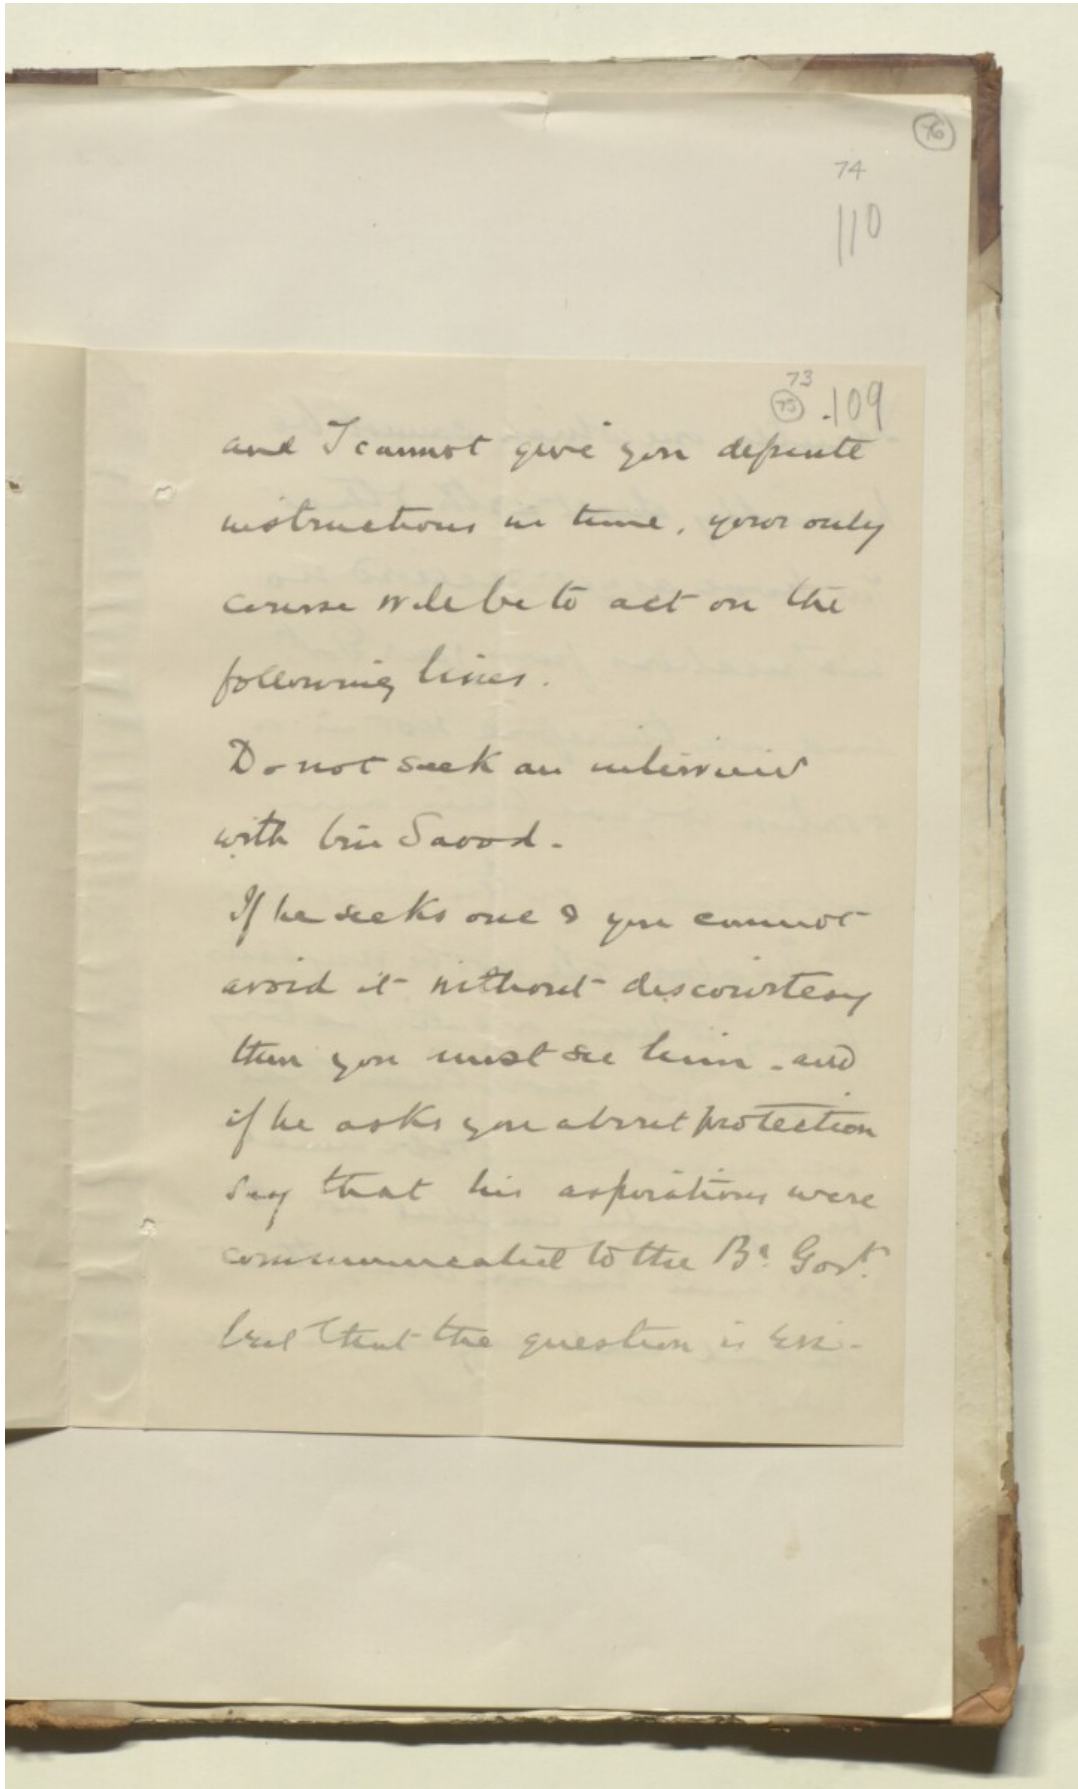 76
74
110
73
75 .109
and I cannot give you definite
instructions in time, your only
course will be to act on the
following lines.
Do not seek an interview
with bin Saood -
If he seeks one & you cannot
avoid it without discourtesy
then you must see him - and
if he asks you about protection
say that his aspirations were
communicated to the Bh. Govt.
but that the question is